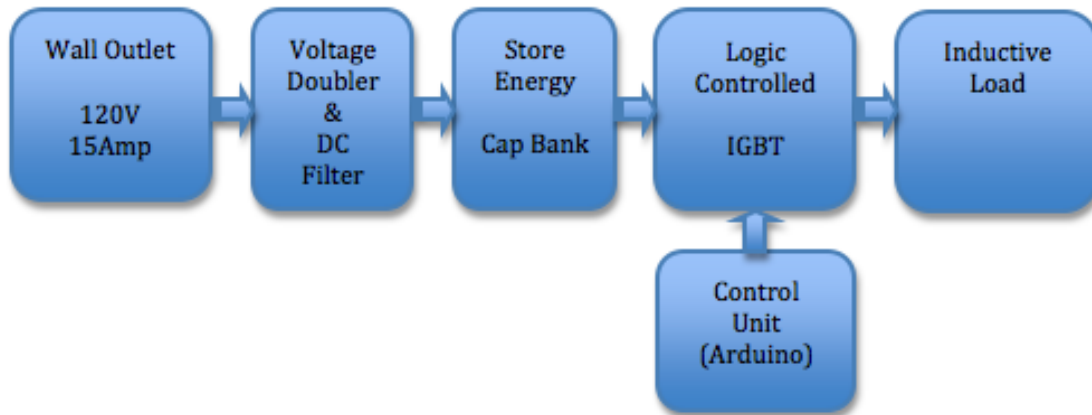 Wall Outlet
120V
15Amp
Voltage
Doubler
&
DC
Filter
Store
Energy
Cap Bank
Logic
Controlled
IGBT
Inductive
Load
Control
Unit
(Arduino)